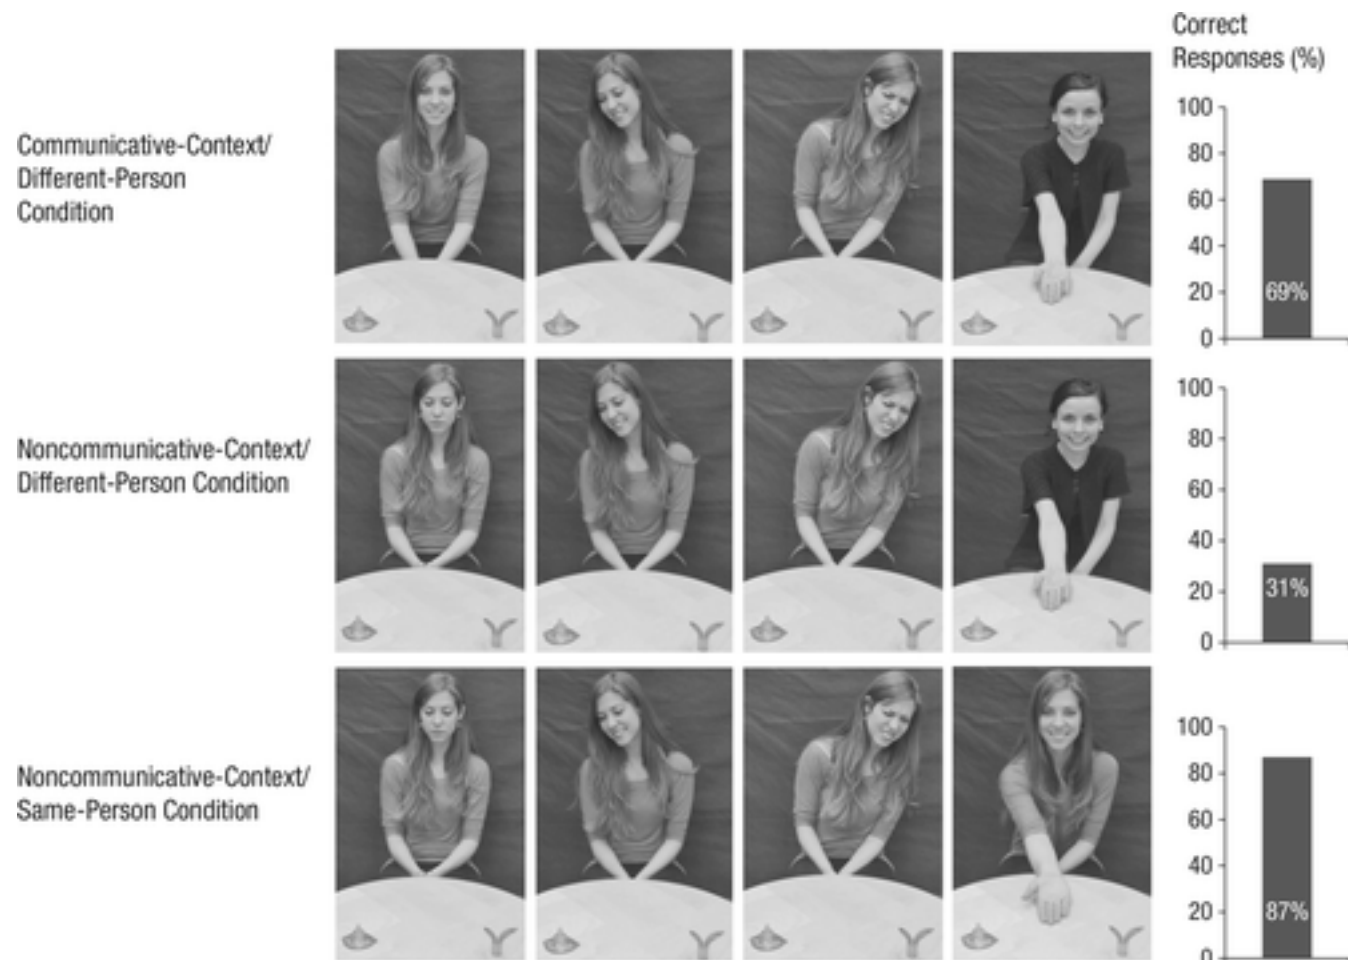 Correct
Responses (%)
Communicative-Context/
Different-Person
Condition
100
80
60
40
20
0
69%
Noncommunicative-Context/
Different-Person Condition
100
80
60
40
20
0
31%
Noncommunicative-Context/
Same-Person Condition
100
80
60
40
20
0
87%